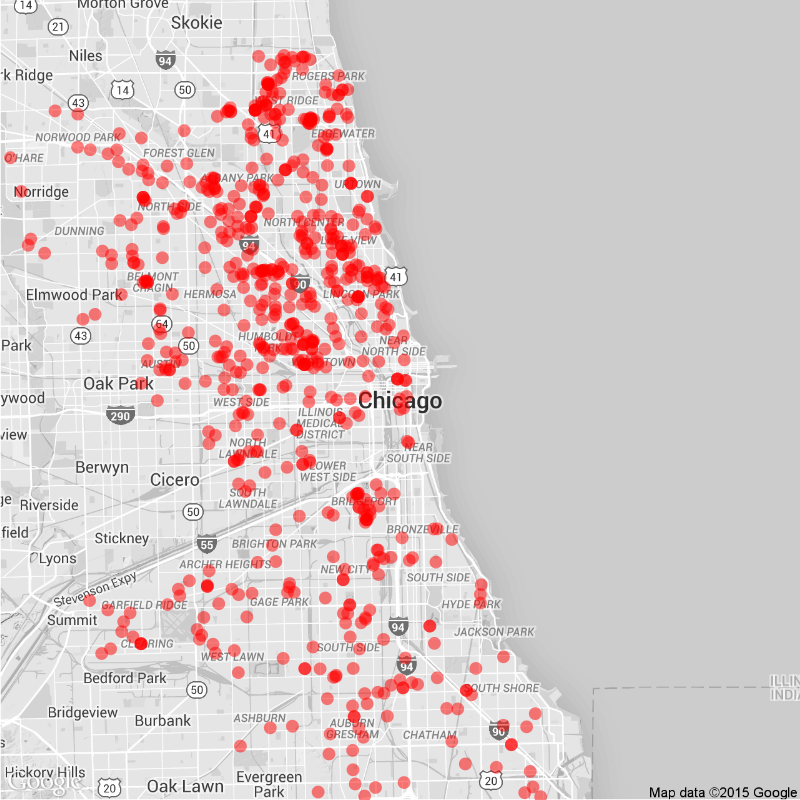 14
Morton Grove
Skokie
21
Niles
94
rk Ridge
ROGERS PARK
14
50
43
WEST RIDGE
41
EDGEWATER
NORWOOD PARK
O'HARE
FOREST GLEN
ALBANY PARK
UPTOWN
Norridge
NORTH SIDE
NORTH CENTER
DUNNING
94
LAKE VIEW
BELMONT
CRAGIN
41
90
Elmwood Park
HERMOSA
LINCOLN PARK
64
43
50
HUMBOLDT
PARK
NEAR
NORTH SIDE
Park
TOWN
AUSTIN
Oak Park
ywood
WEST SIDE
Chicago
290
ILLINOIS
MEDICAL
DISTRICT
view
NORTH
LAWNDALE
NEAR
SOUTH SIDE
Berwyn
LOWER
WEST SIDE
Cicero
SOUTH
LAWNDALE
ge
Riverside
50
BRIDGEPORT
field
Stickney
BRONZEVILLE
55
BRIGHTON PARK
Lyons
ARCHER HEIGHTS
NEW CITY
SOUTH SIDE
Stevenson Expy
GARFIELD RIDGE
GAGE PARK
HYDE PARK
Summit
94
JACKSON PARK
CLEARING
SOUTH SIDE
WEST LAWN
94
Bedford Park
50
SOUTH SHORE
ILLIN
INDIA
Bridgeview
Burbank
ASHBURN
AUBURN
GRESHAM
CHATHAM
90
s
Hickory Hills
Google
20
Oak Lawn
Evergreen
Park
20
Map data ©2015 Google